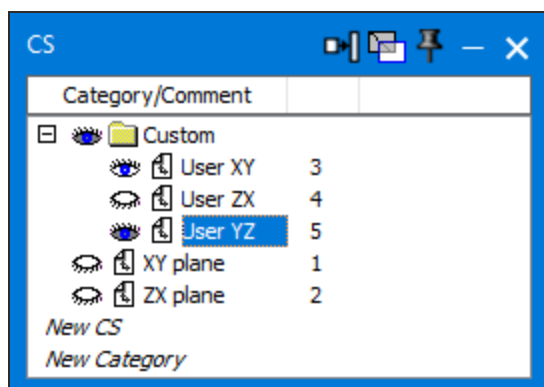 CS
Category/Comment
Custom
User XY 3
User ZX 4
User YZ 5
XY plane 1
ZX plane 2
New CS
New Category